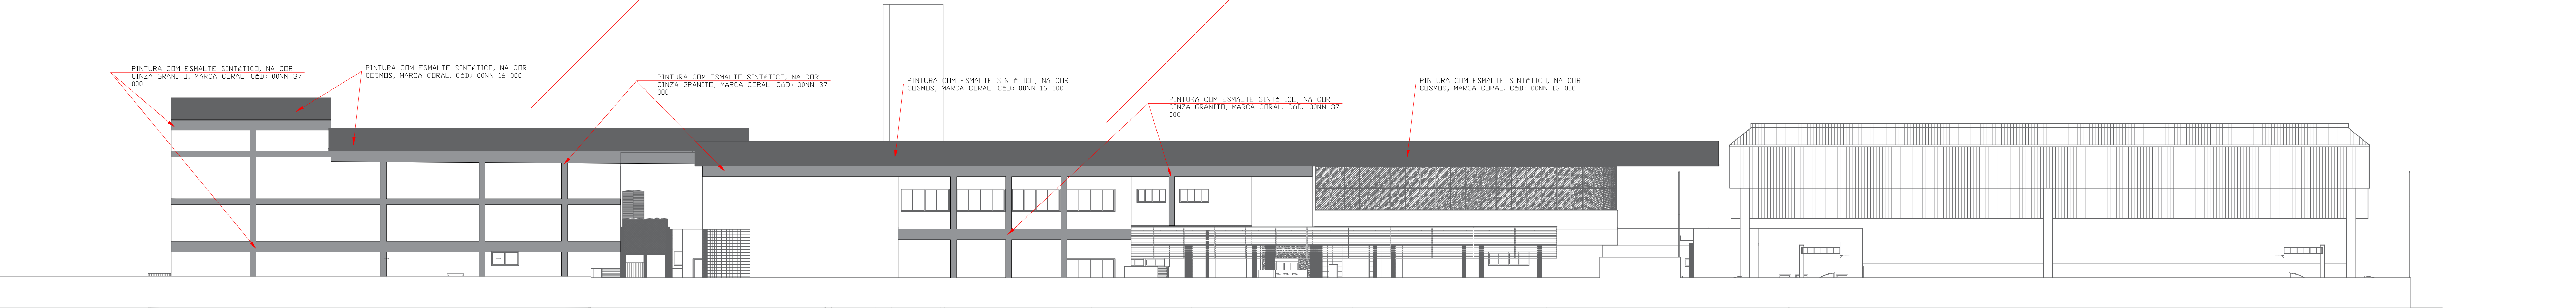 PINTURA COM ESMALTE SINTéTICO, NA COR
CINZA GRANITO, MARCA CORAL. CóD.: 00NN 37
000
PINTURA COM ESMALTE SINTéTICO, NA COR
COSMOS, MARCA CORAL. CóD.: 00NN 16 000
PINTURA COM ESMALTE SINTéTICO, NA COR
CINZA GRANITO, MARCA CORAL. CóD.: 00NN 37
000
PINTURA COM ESMALTE SINTéTICO, NA COR
COSMOS, MARCA CORAL. CóD.: 00NN 16 000
PINTURA COM ESMALTE SINTéTICO, NA COR
CINZA GRANITO, MARCA CORAL. CóD.: 00NN 37
000
PINTURA COM ESMALTE SINTéTICO, NA COR
COSMOS, MARCA CORAL. CóD.: 00NN 16 000